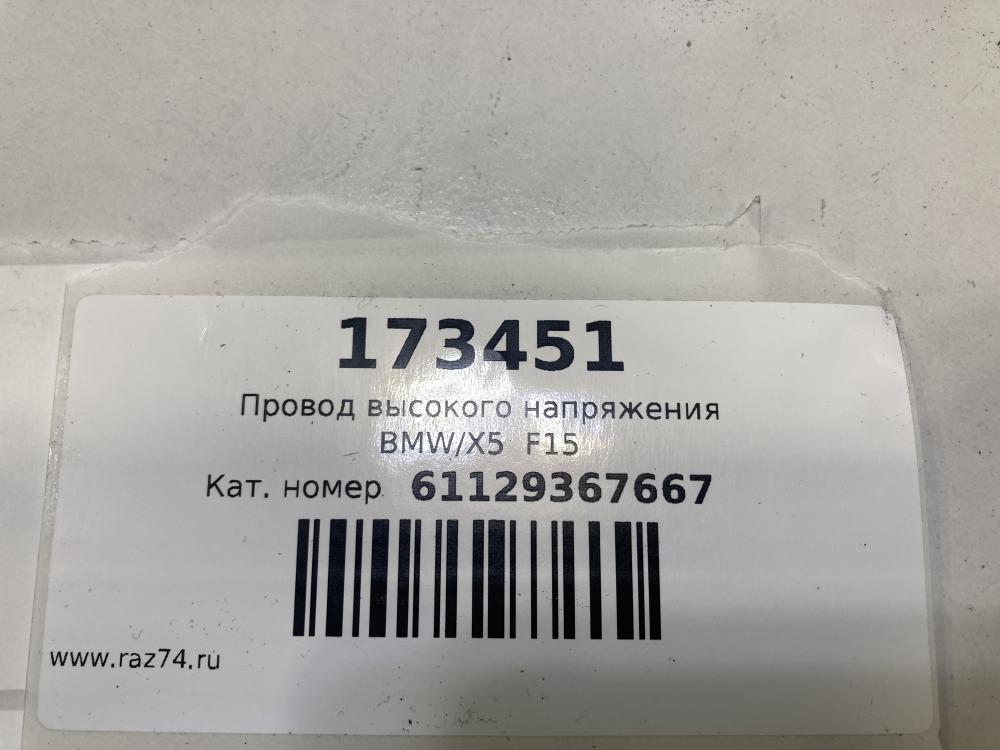 173451
Провод высокого напряжения
BMW/X5 F15
Кат. номер 61129367667
www.raz74.ru